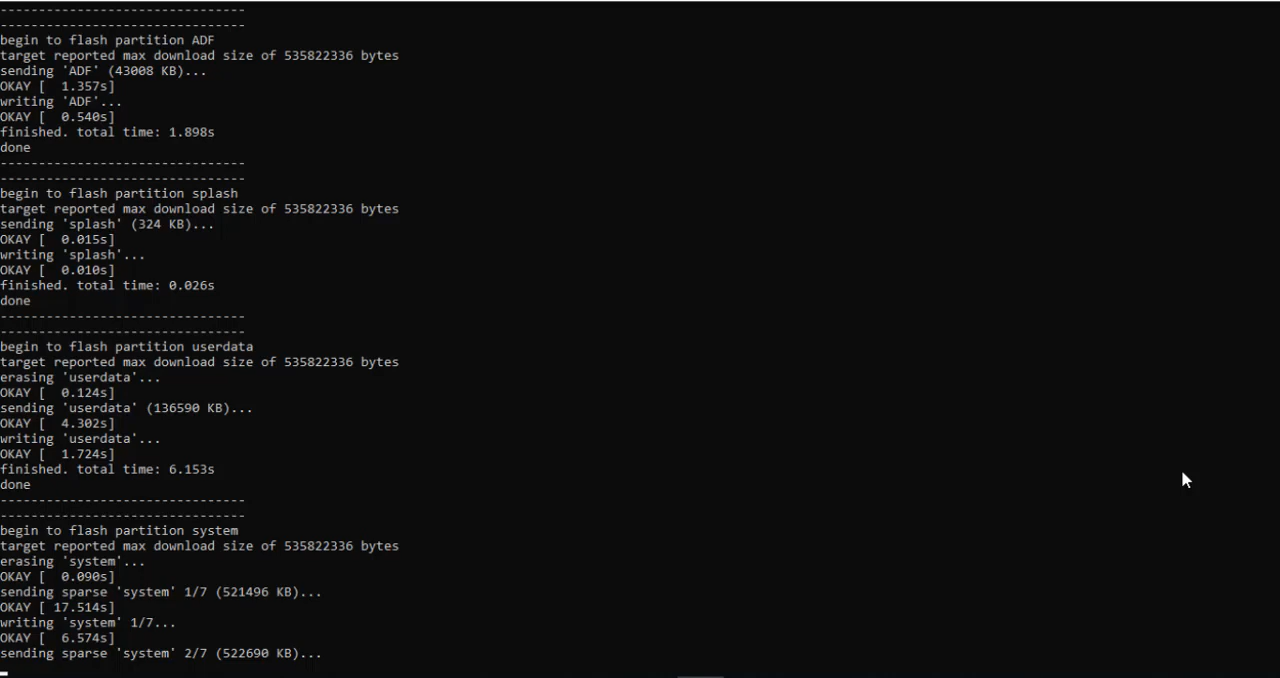 --------------------------------
--------------------------------
begin to flash partition ADF
target reported max download size of 535822336 bytes
sending 'ADF' (43008 KB)...
OKAY [  1.357s]
writing 'ADF'...
OKAY [  0.540s]
finished. total time: 1.898s
done
--------------------------------
--------------------------------
begin to flash partition splash
target reported max download size of 535822336 bytes
sending 'splash' (324 KB)...
OKAY [  0.015s]
writing 'splash'...
OKAY [  0.010s]
finished. total time: 0.026s
done
--------------------------------
--------------------------------
begin to flash partition userdata
target reported max download size of 535822336 bytes
erasing 'userdata'...
OKAY [  0.124s]
sending 'userdata' (136590 KB)...
OKAY [  4.302s]
writing 'userdata'...
OKAY [  1.724s]
finished. total time: 6.153s
done
--------------------------------
--------------------------------
begin to flash partition system
target reported max download size of 535822336 bytes
erasing 'system'...
OKAY [  0.090s]
sending sparse 'system' 1/7 (521496 KB)...
OKAY [ 17.514s]
writing 'system' 1/7...
OKAY [  6.574s]
sending sparse 'system' 2/7 (522690 KB)...